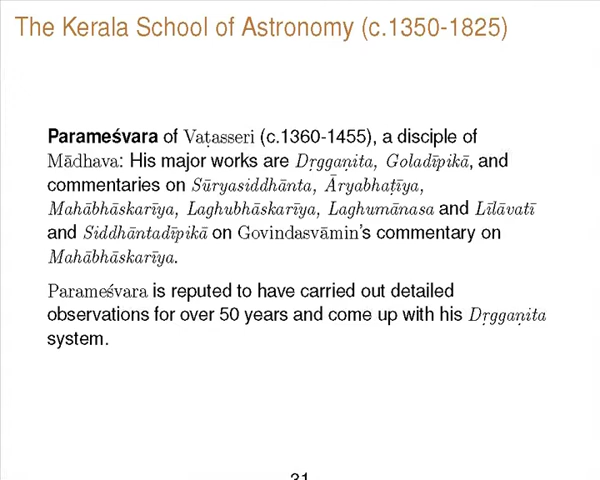 The Kerala School of Astronomy (c.1350-1825)
Parameśvara of Vaṭasseri (c.1360-1455), a disciple of
Mādhava: His major works are Dṛggaṇita, Goladīpikā, and
commentaries on Sūryasiddhānta, Āryabhaṭīya,
Mahābhāskarīya, Laghubhāskarīya, Laghumānasa and Līlāvatī
and Siddhāntadīpikā on Govindasvāmin's commentary on
Mahābhāskarīya.
Parameśvara is reputed to have carried out detailed
observations for over 50 years and come up with his Dṛggaṇita
system.
31